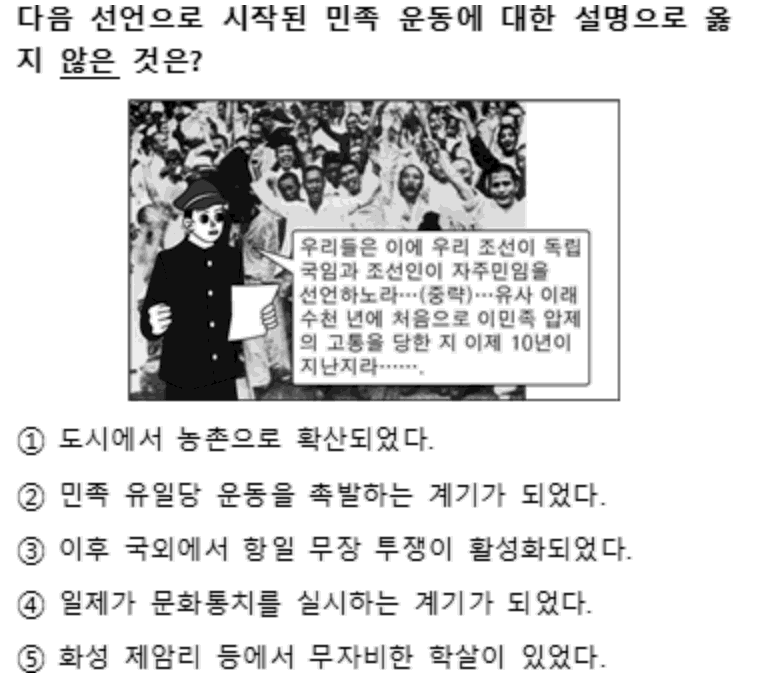 다음 선언으로 시작된 민족 운동에 대한 설명으로 옳
지 않은 것은?
우리들은 이에 우리 조선이 독립
국임과 조선인이 자주민임을
선언하노라…(중략)…유사 이래
수천 년에 처음으로 이민족 압제
의 고통을 당한 지 이제 10년이
지난지라…….
① 도시에서 농촌으로 확산되었다.
② 민족 유일당 운동을 촉발하는 계기가 되었다.
③ 이후 국외에서 항일 무장 투쟁이 활성화되었다.
④ 일제가 문화통치를 실시하는 계기가 되었다.
⑤ 화성 제암리 등에서 무자비한 학살이 있었다.